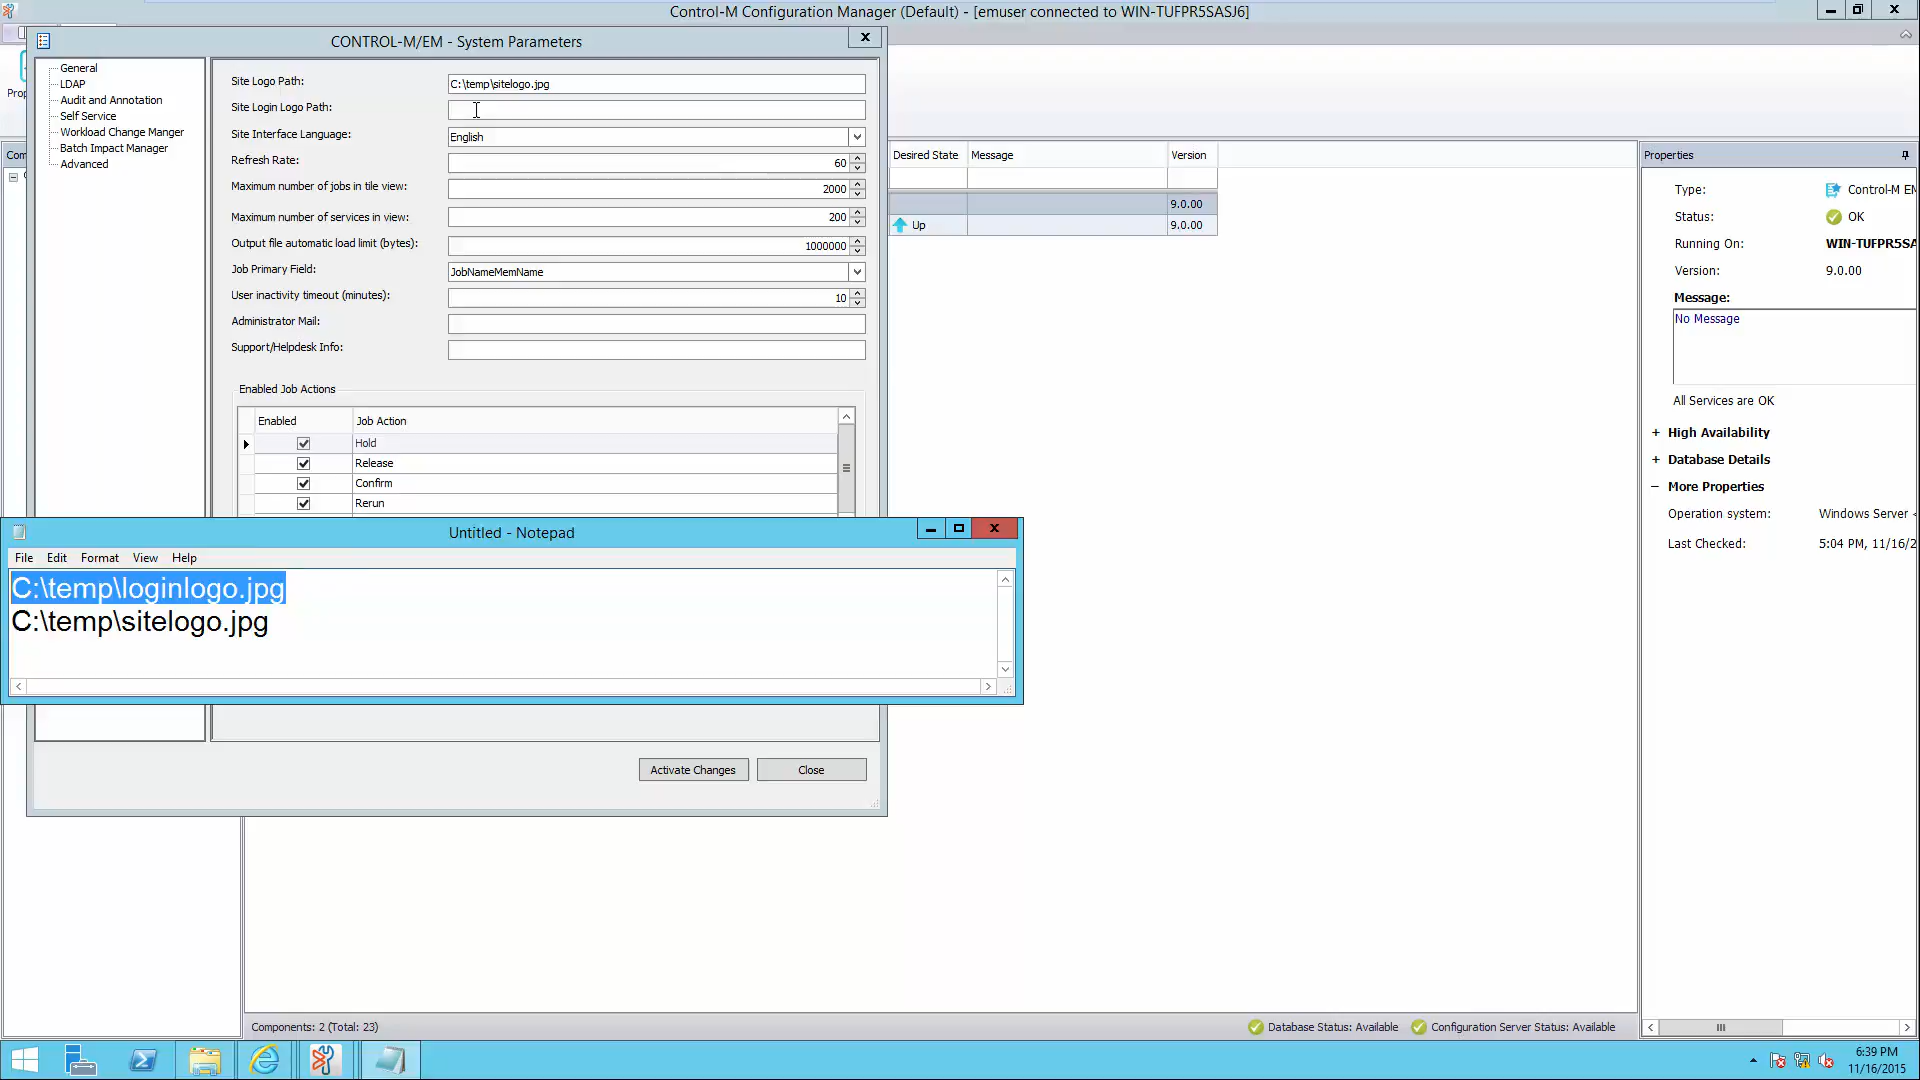 Control-M Configuration Manager (Default) - [emuser connected to WIN-TUFPR5SASJ6]
CONTROL-M/EM - System Parameters
General
LDAP
Audit and Annotation
Self Service
Workload Change Manger
Batch Impact Manager
Advanced
Site Logo Path:
C:\temp\sitelogo.jpg
Site Login Logo Path:
Site Interface Language:
English
Refresh Rate:
60
Maximum number of jobs in tile view:
2000
Maximum number of services in view:
200
Output file automatic load limit (bytes):
1000000
Job Primary Field:
JobNameMemName
User inactivity timeout (minutes):
10
Administrator Mail:
Support/Helpdesk Info:
Enabled Job Actions
Enabled Job Action
Hold
Release
Confirm
Rerun
Activate Changes
Close
Untitled - Notepad
File Edit Format View Help
C:\temp\loginlogo.jpg
C:\temp\sitelogo.jpg
Desired State Message Version
9.0.00
Up 9.0.00
Properties
Type: Control-M EM
Status: OK
Running On: WIN-TUFPR5SA
Version: 9.0.00
Message:
No Message
All Services are OK
+ High Availability
+ Database Details
− More Properties
Operation system: Windows Server
Last Checked: 5:04 PM, 11/16/2
Components: 2 (Total: 23)
Database Status: Available
Configuration Server Status: Available
6:39 PM
11/16/2015